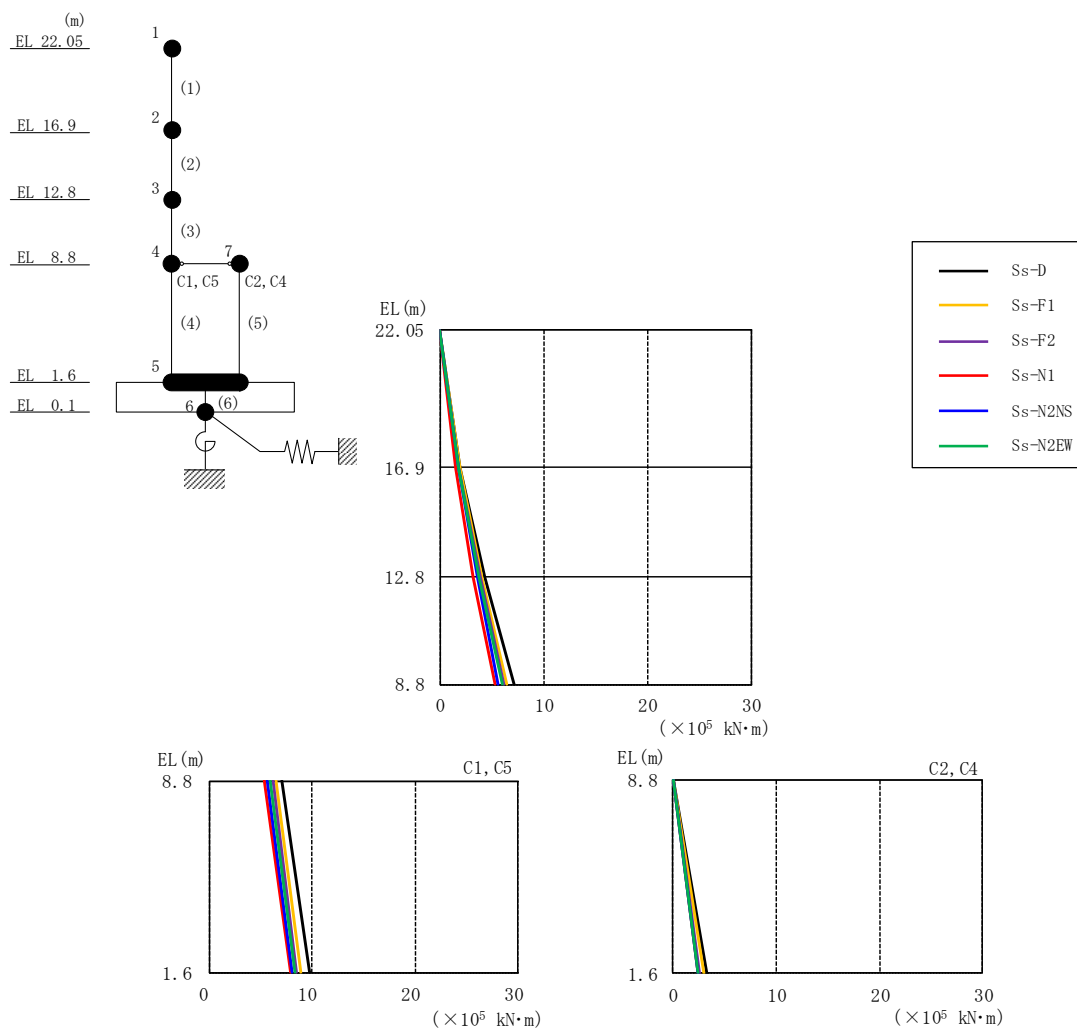 (m)
EL 22.05
EL 16.9
EL 12.8
EL 8.8
EL 1.6
EL 0.1
1
(1)
2
(2)
3
(3)
4
7
C1,C5
C2,C4
(4)
(5)
5
6
(6)
Ss-D
Ss-F1
Ss-F2
Ss-N1
Ss-N2NS
Ss-N2EW
EL(m)
22.05
16.9
12.8
8.8
0
10
20
30
(×10⁵ kN·m)
EL(m)
C1,C5
8.8
1.6
0
10
20
30
(×10⁵ kN·m)
EL(m)
C2,C4
8.8
1.6
0
10
20
30
(×10⁵ kN·m)